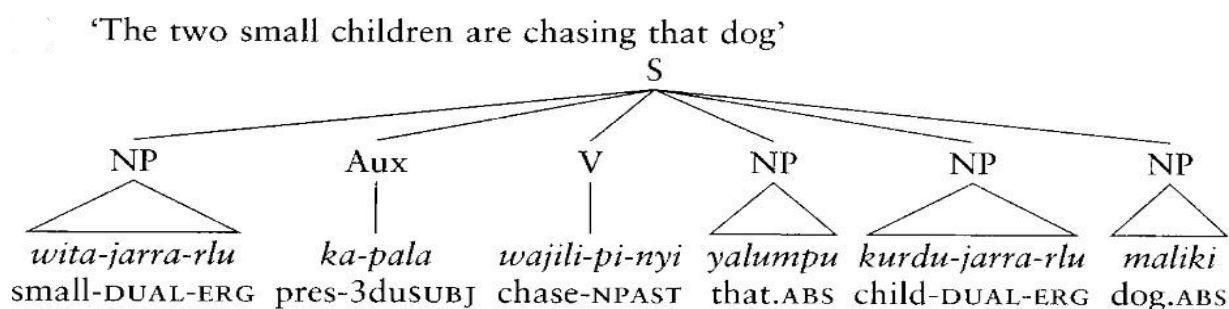 ‘The two small children are chasing that dog’
S
NP Aux V NP NP NP
wita-jarra-rlu ka-pala wajili-pi-nyi yalumpu kurdu-jarra-rlu maliki
small-DUAL-ERG pres-3duSUBJ chase-NPAST that.ABS child-DUAL-ERG dog.ABS